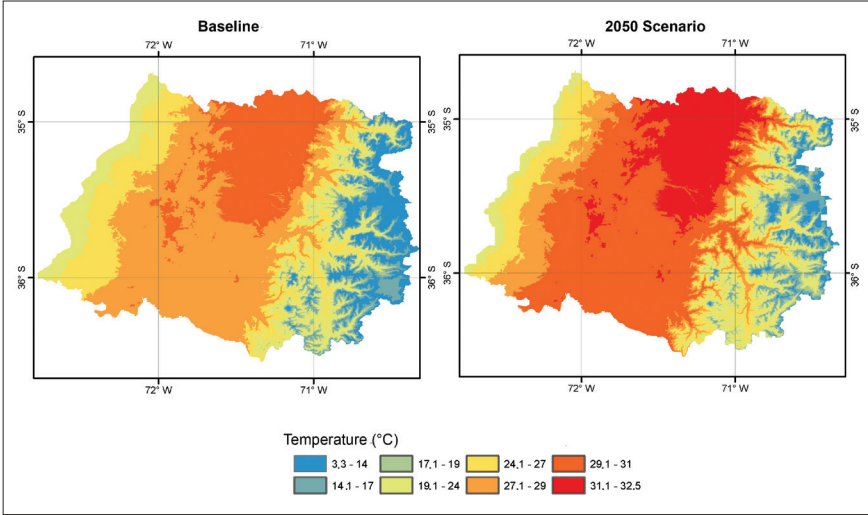 Baseline
2050 Scenario
72° W
71° W
72° W
71° W
35° S
36° S
35° S
36° S
35° S
36° S
35° S
36° S
72° W
71° W
72° W
71° W
Temperature (°C)
3,3 - 14
17,1 - 19
24,1 - 27
29,1 - 31
14,1 - 17
19,1 - 24
27,1 - 29
31,1 - 32.5